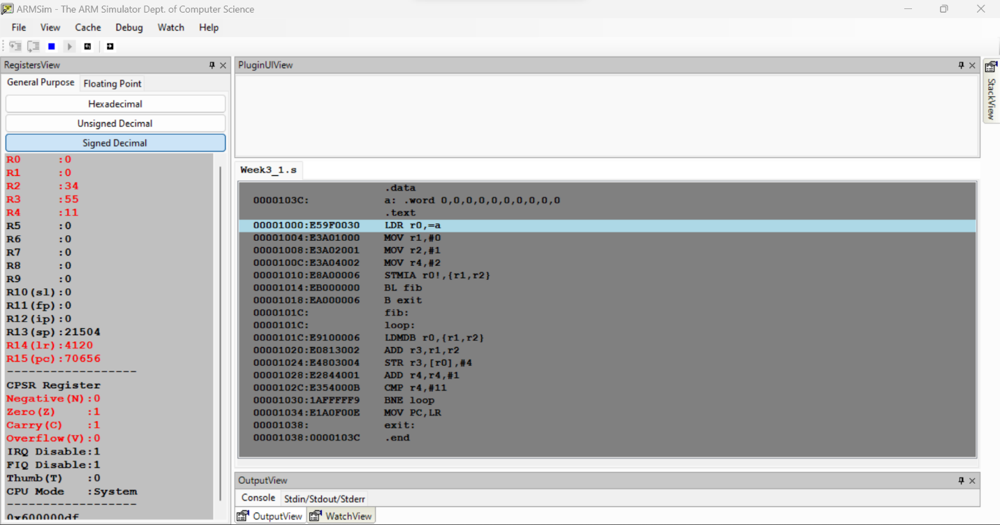 ARMSim - The ARM Simulator Dept. of Computer Science
File View Cache Debug Watch Help
RegistersView
General Purpose Floating Point
Hexadecimal
Unsigned Decimal
Signed Decimal
R0 :0
R1 :0
R2 :34
R3 :55
R4 :11
R5 :0
R6 :0
R7 :0
R8 :0
R9 :0
R10(sl):0
R11(fp):0
R12(ip):0
R13(sp):21504
R14(lr):4120
R15(pc):70656
-------------------
CPSR Register
Negative(N):0
Zero(Z) :1
Carry(C) :1
Overflow(V):0
IRQ Disable:1
FIQ Disable:1
Thumb(T) :0
CPU Mode :System
-------------------
0x600000df
PluginUIView
StackView
Week3_1.s
.data
0000103C: a: .word 0,0,0,0,0,0,0,0,0,0
.text
00001000:E59F0030 LDR r0,=a
00001004:E3A01000 MOV r1,#0
00001008:E3A02001 MOV r2,#1
0000100C:E3A04002 MOV r4,#2
00001010:E8A00006 STMIA r0!,{r1,r2}
00001014:EB000000 BL fib
00001018:EA000006 B exit
0000101C: fib:
0000101C: loop:
0000101C:E9100006 LDMDB r0,{r1,r2}
00001020:E0813002 ADD r3,r1,r2
00001024:E4803004 STR r3,[r0],#4
00001028:E2844001 ADD r4,r4,#1
0000102C:E354000B CMP r4,#11
00001030:1AFFFFF9 BNE loop
00001034:E1A0F00E MOV PC,LR
00001038: exit:
00001038:0000103C .end
OutputView
Console Stdin/Stdout/Stderr
OutputView WatchView